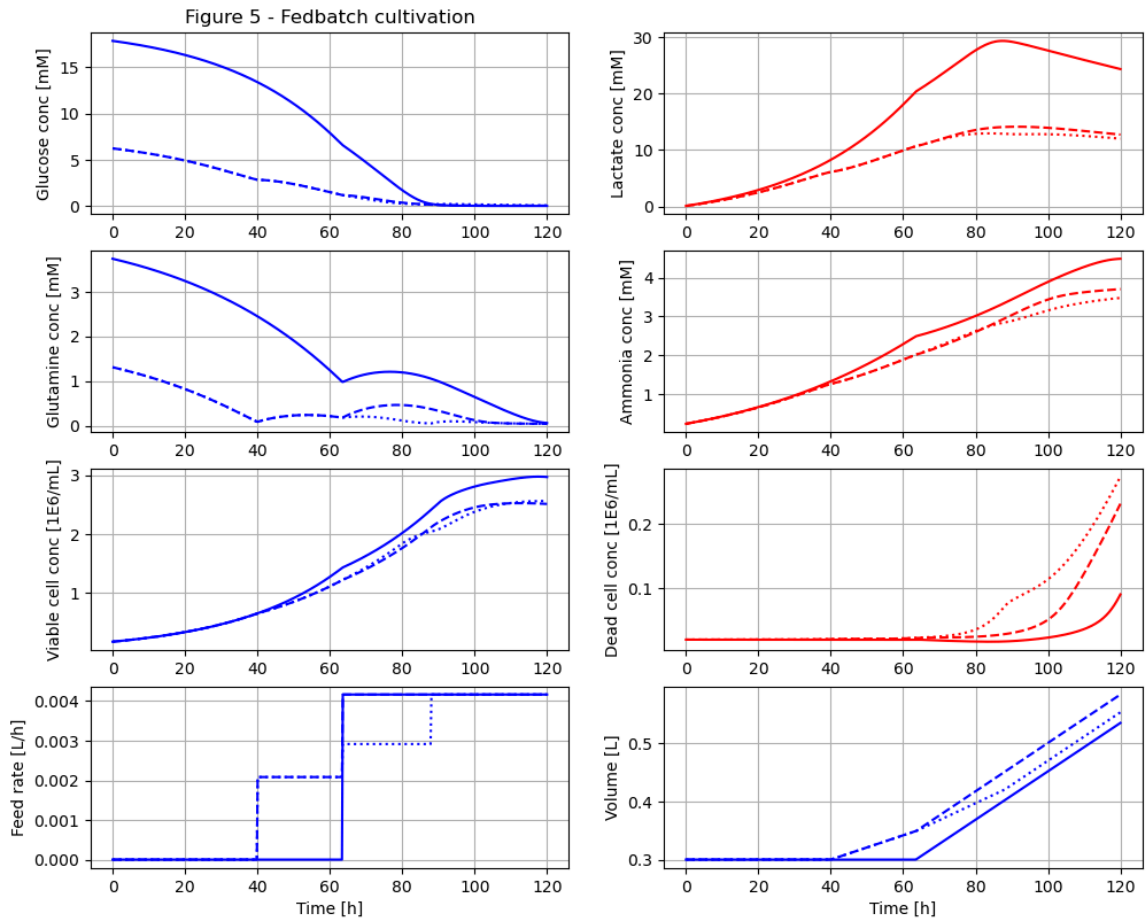 Figure 5 - Fedbatch cultivation
Glucose conc [mM]
15
10
5
0
0 20 40 60 80 100 120
Lactate conc [mM]
30
20
10
0
0 20 40 60 80 100 120
Glutamine conc [mM]
3
2
1
0
0 20 40 60 80 100 120
Ammonia conc [mM]
4
3
2
1
0 20 40 60 80 100 120
Viable cell conc [1E6/mL]
3
2
1
0 20 40 60 80 100 120
Dead cell conc [1E6/mL]
0.2
0.1
0 20 40 60 80 100 120
Feed rate [L/h]
0.004
0.003
0.002
0.001
0.000
0 20 40 60 80 100 120
Time [h]
Volume [L]
0.5
0.4
0.3
0 20 40 60 80 100 120
Time [h]